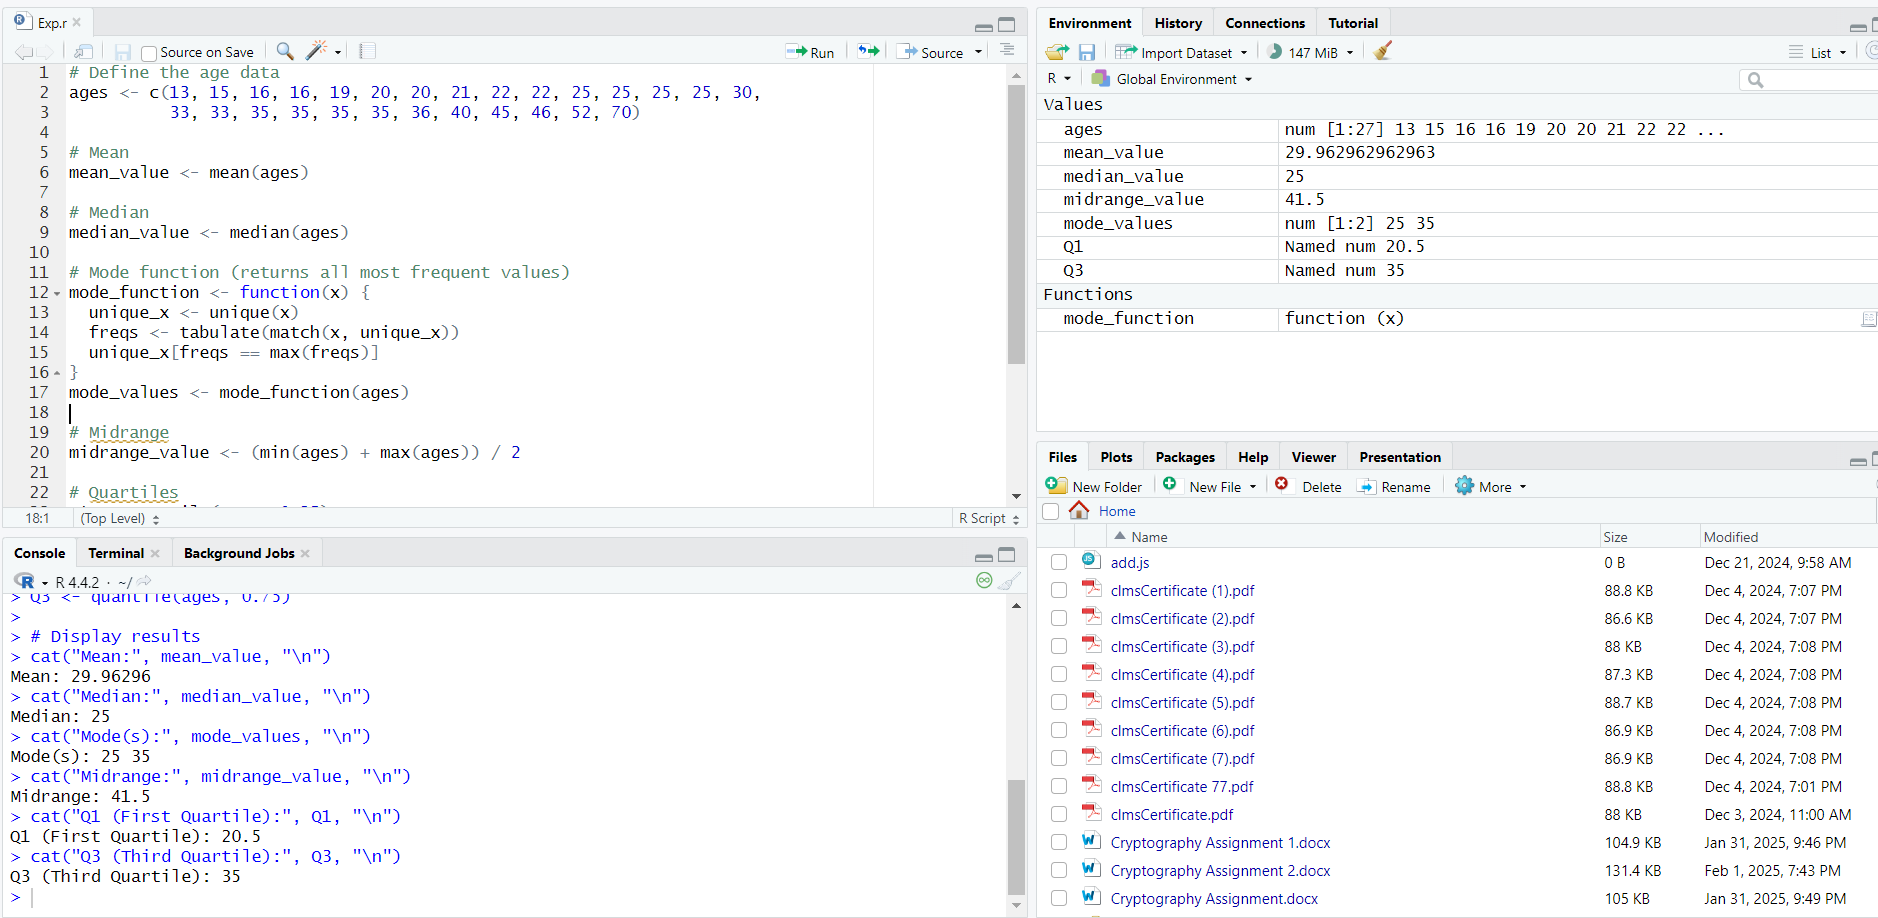 Exp.r
Source on Save
Run
Source
1 # Define the age data
2 ages <- c(13, 15, 16, 16, 19, 20, 20, 21, 22, 22, 25, 25, 25, 25, 30,
3 33, 33, 35, 35, 35, 35, 36, 40, 45, 46, 52, 70)
4
5 # Mean
6 mean_value <- mean(ages)
7
8 # Median
9 median_value <- median(ages)
10
11 # Mode function (returns all most frequent values)
12 mode_function <- function(x) {
13 unique_x <- unique(x)
14 freqs <- tabulate(match(x, unique_x))
15 unique_x[freqs == max(freqs)]
16 }
17 mode_values <- mode_function(ages)
18
19 # Midrange
20 midrange_value <- (min(ages) + max(ages)) / 2
21
22 # Quartiles
18:1 (Top Level) R Script
Console Terminal Background Jobs
R R 4.4.2 · ~/
> Q3 <- quantile(ages, 0.75)
>
> # Display results
> cat("Mean:", mean_value, "\n")
Mean: 29.96296
> cat("Median:", median_value, "\n")
Median: 25
> cat("Mode(s):", mode_values, "\n")
Mode(s): 25 35
> cat("Midrange:", midrange_value, "\n")
Midrange: 41.5
> cat("Q1 (First Quartile):", Q1, "\n")
Q1 (First Quartile): 20.5
> cat("Q3 (Third Quartile):", Q3, "\n")
Q3 (Third Quartile): 35
>
Environment History Connections Tutorial
Import Dataset 147 MiB List
R Global Environment
Values
ages num [1:27] 13 15 16 16 19 20 20 21 22 22 ...
mean_value 29.962962962963
median_value 25
midrange_value 41.5
mode_values num [1:2] 25 35
Q1 Named num 20.5
Q3 Named num 35
Functions
mode_function function (x)
Files Plots Packages Help Viewer Presentation
New Folder New File Delete Rename More
Home
Name Size Modified
add.js 0 B Dec 21, 2024, 9:58 AM
clmsCertificate (1).pdf 88.8 KB Dec 4, 2024, 7:07 PM
clmsCertificate (2).pdf 86.6 KB Dec 4, 2024, 7:07 PM
clmsCertificate (3).pdf 88 KB Dec 4, 2024, 7:08 PM
clmsCertificate (4).pdf 87.3 KB Dec 4, 2024, 7:08 PM
clmsCertificate (5).pdf 88.7 KB Dec 4, 2024, 7:08 PM
clmsCertificate (6).pdf 86.9 KB Dec 4, 2024, 7:08 PM
clmsCertificate (7).pdf 86.9 KB Dec 4, 2024, 7:08 PM
clmsCertificate 77.pdf 88.8 KB Dec 4, 2024, 7:01 PM
clmsCertificate.pdf 88 KB Dec 3, 2024, 11:00 AM
Cryptography Assignment 1.docx 104.9 KB Jan 31, 2025, 9:46 PM
Cryptography Assignment 2.docx 131.4 KB Feb 1, 2025, 7:43 PM
Cryptography Assignment.docx 105 KB Jan 31, 2025, 9:49 PM